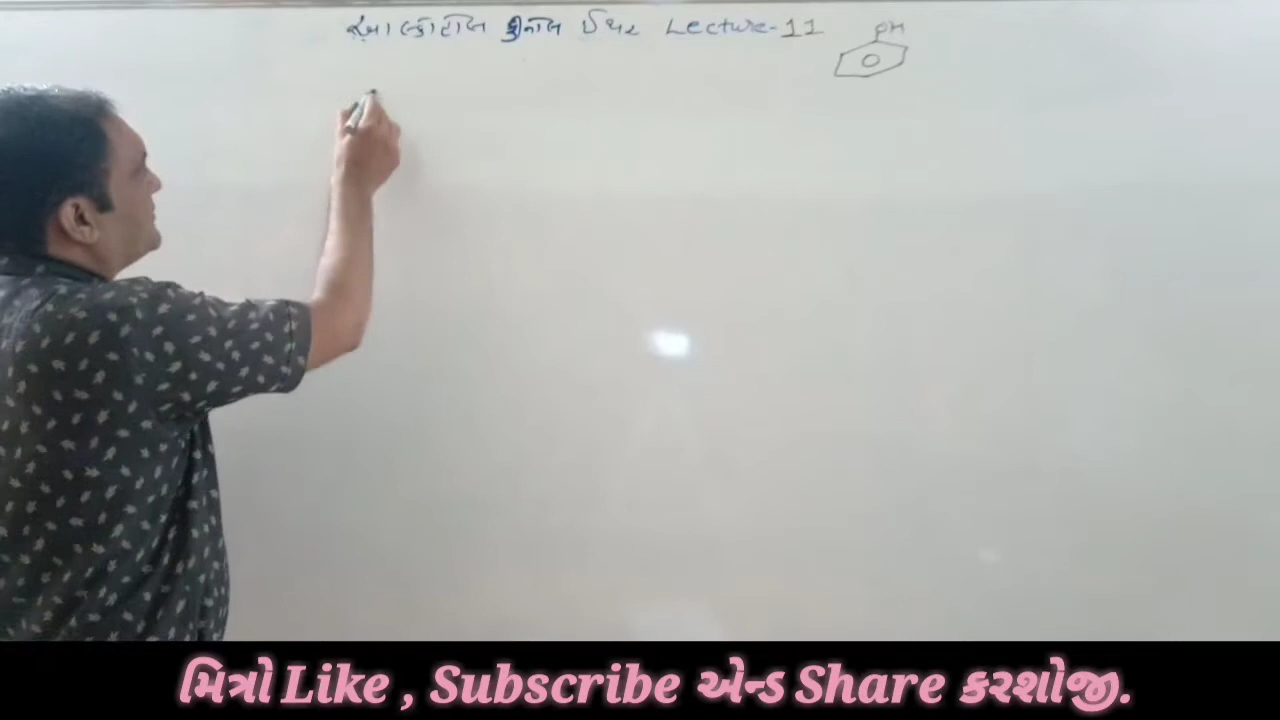 આલ્કોહોલ ફીનોલ ઈથર Lecture-11
OH
મિત્રો Like , Subscribe એન્ડ Share કરશોજી.